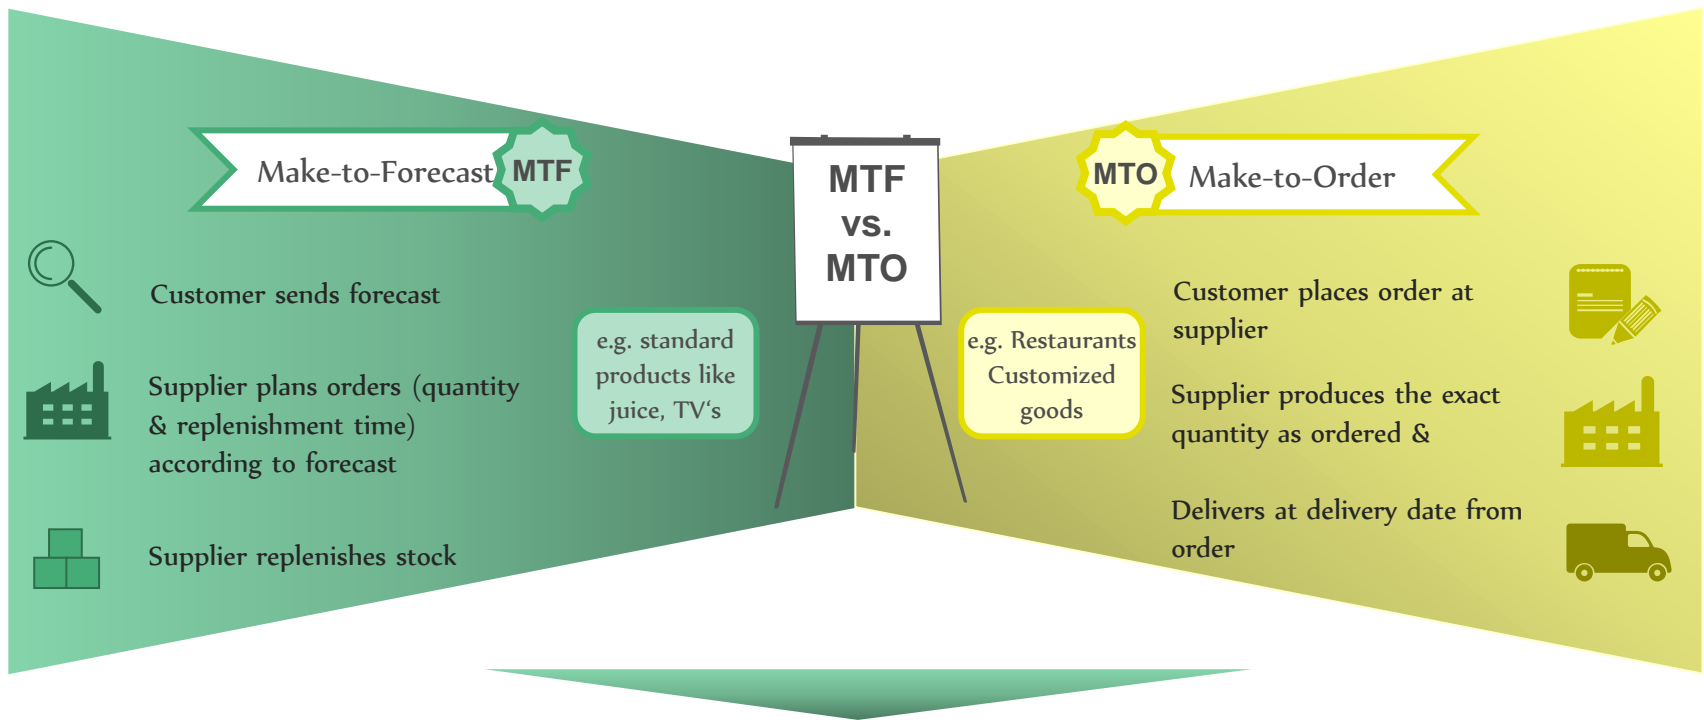 Make-to-Forecast
MTF
Customer sends forecast
Supplier plans orders (quantity
& replenishment time)
according to forecast
Supplier replenishes stock
e.g. standard
products like
juice, TV‘s
MTF
vs.
MTO
MTO
Make-to-Order
e.g. Restaurants
Customized
goods
Customer places order at
supplier
Supplier produces the exact
quantity as ordered &
Delivers at delivery date from
order